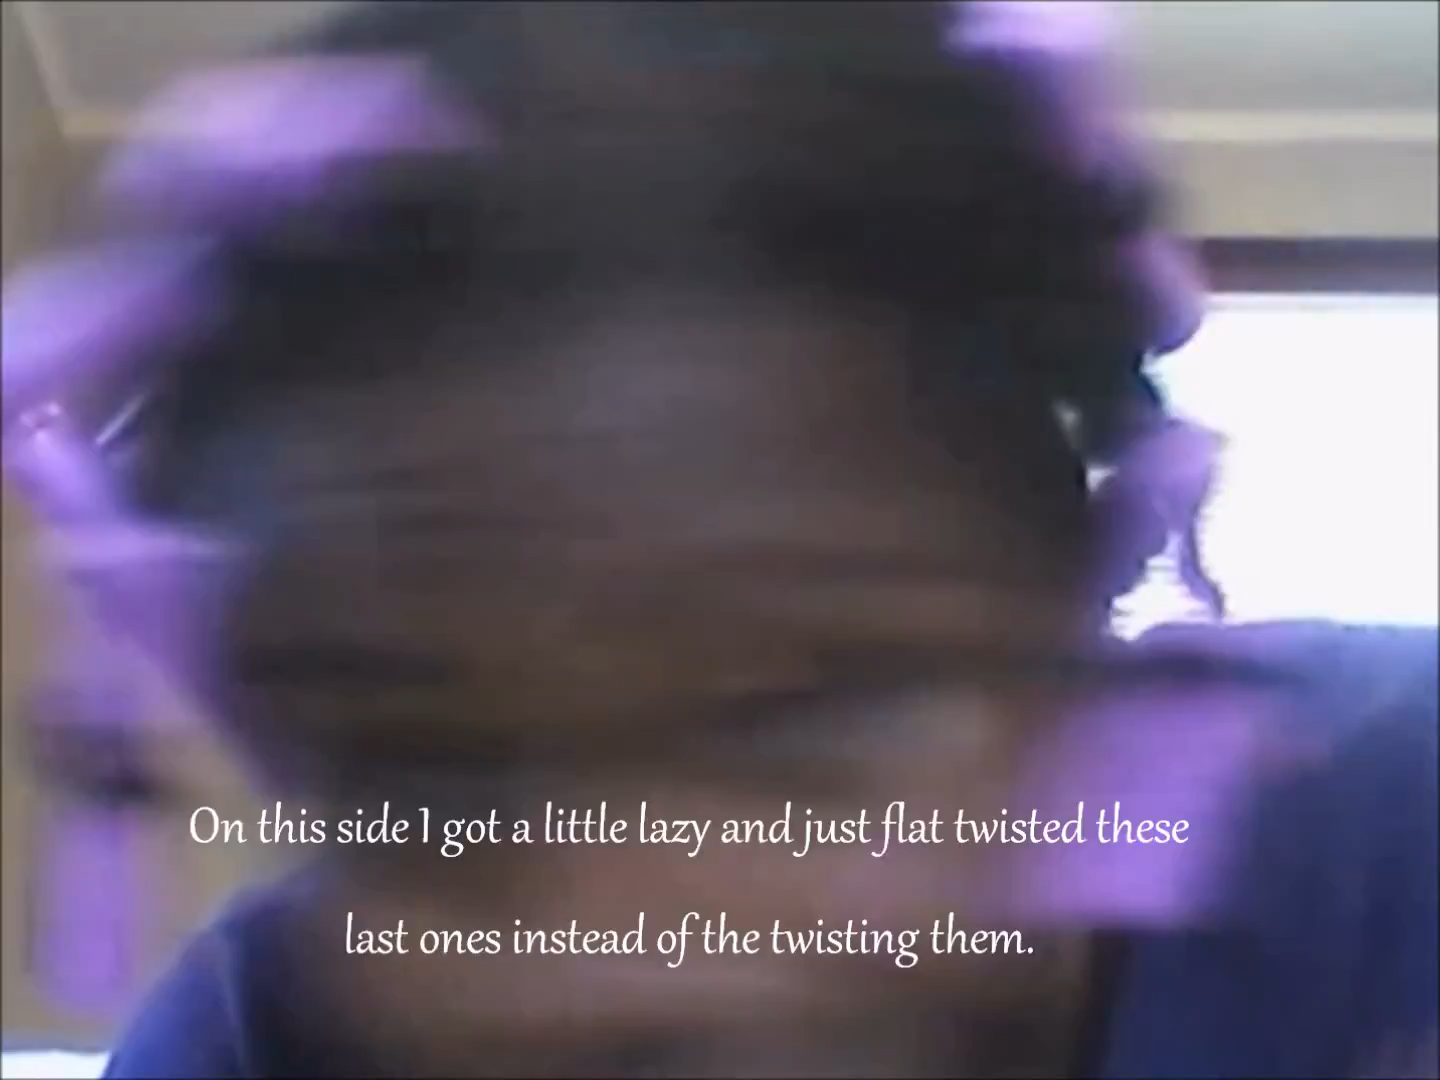 On this side I got a little lazy and just flat twisted these
last ones instead of the twisting them.